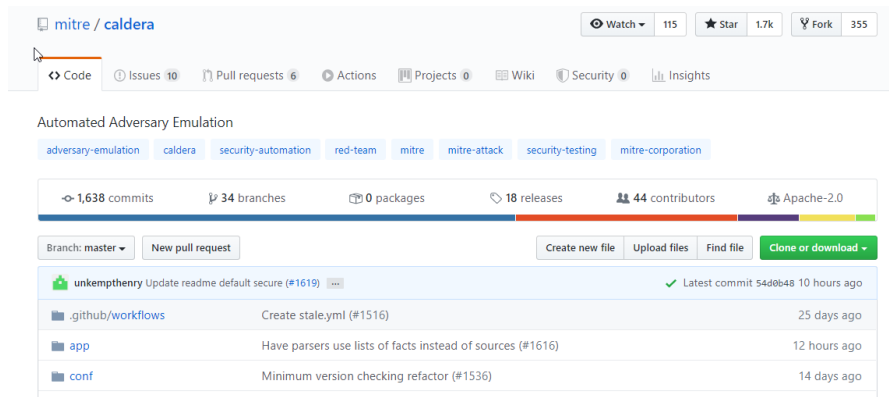 mitre / caldera
Watch 115 Star 1.7k Fork 355
Code Issues 10 Pull requests 6 Actions Projects 0 Wiki Security 0 Insights
Automated Adversary Emulation
adversary-emulation caldera security-automation red-team mitre mitre-attack security-testing mitre-corporation
1,638 commits 34 branches 0 packages 18 releases 44 contributors Apache-2.0
Branch: master New pull request Create new file Upload files Find file Clone or download
unkempthenry Update readme default secure (#1619) ... Latest commit 54d0b48 10 hours ago
.github/workflows Create stale.yml (#1516) 25 days ago
app Have parsers use lists of facts instead of sources (#1616) 12 hours ago
conf Minimum version checking refactor (#1536) 14 days ago